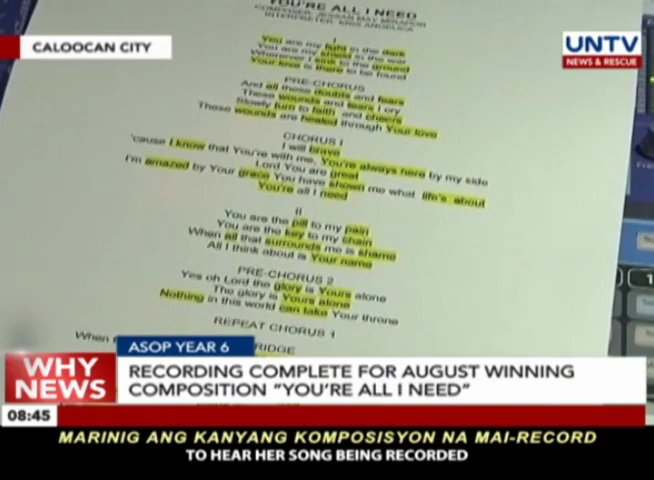 YOU'RE ALL I NEED
COMPOSER: JESSAN MAY MIRADOR
INTERPRETER: KRIS ANGELICA
CALOOCAN CITY
UNTV
NEWS & RESCUE
I
You are my light in the dark
You are my shield in the war
Whenever I sink to the ground
Your love is there to be found
PRE-CHORUS
And all these doubts and fears
These wounds and tears I cry
Slowly turn to faith and cheers
These wounds are healed through Your love
CHORUS I
I will brave
'cause I know that You're with me, You're always here by my side
Lord You are great
I'm amazed by Your grace You have shown me what life's about
You're all I need
II
You are the pill to my pain
You are the key to my chain
When all that surrounds me is shame
All I think about is Your name
PRE-CHORUS 2
Yes oh Lord the glory is Yours alone
The glory is Yours alone
Nothing in this world can take Your throne
REPEAT CHORUS 1
When
ASOP YEAR 6
WHY NEWS
RECORDING COMPLETE FOR AUGUST WINNING
COMPOSITION "YOU'RE ALL I NEED"
08:45
MARINIG ANG KANYANG KOMPOSISYON NA MAI-RECORD
TO HEAR HER SONG BEING RECORDED